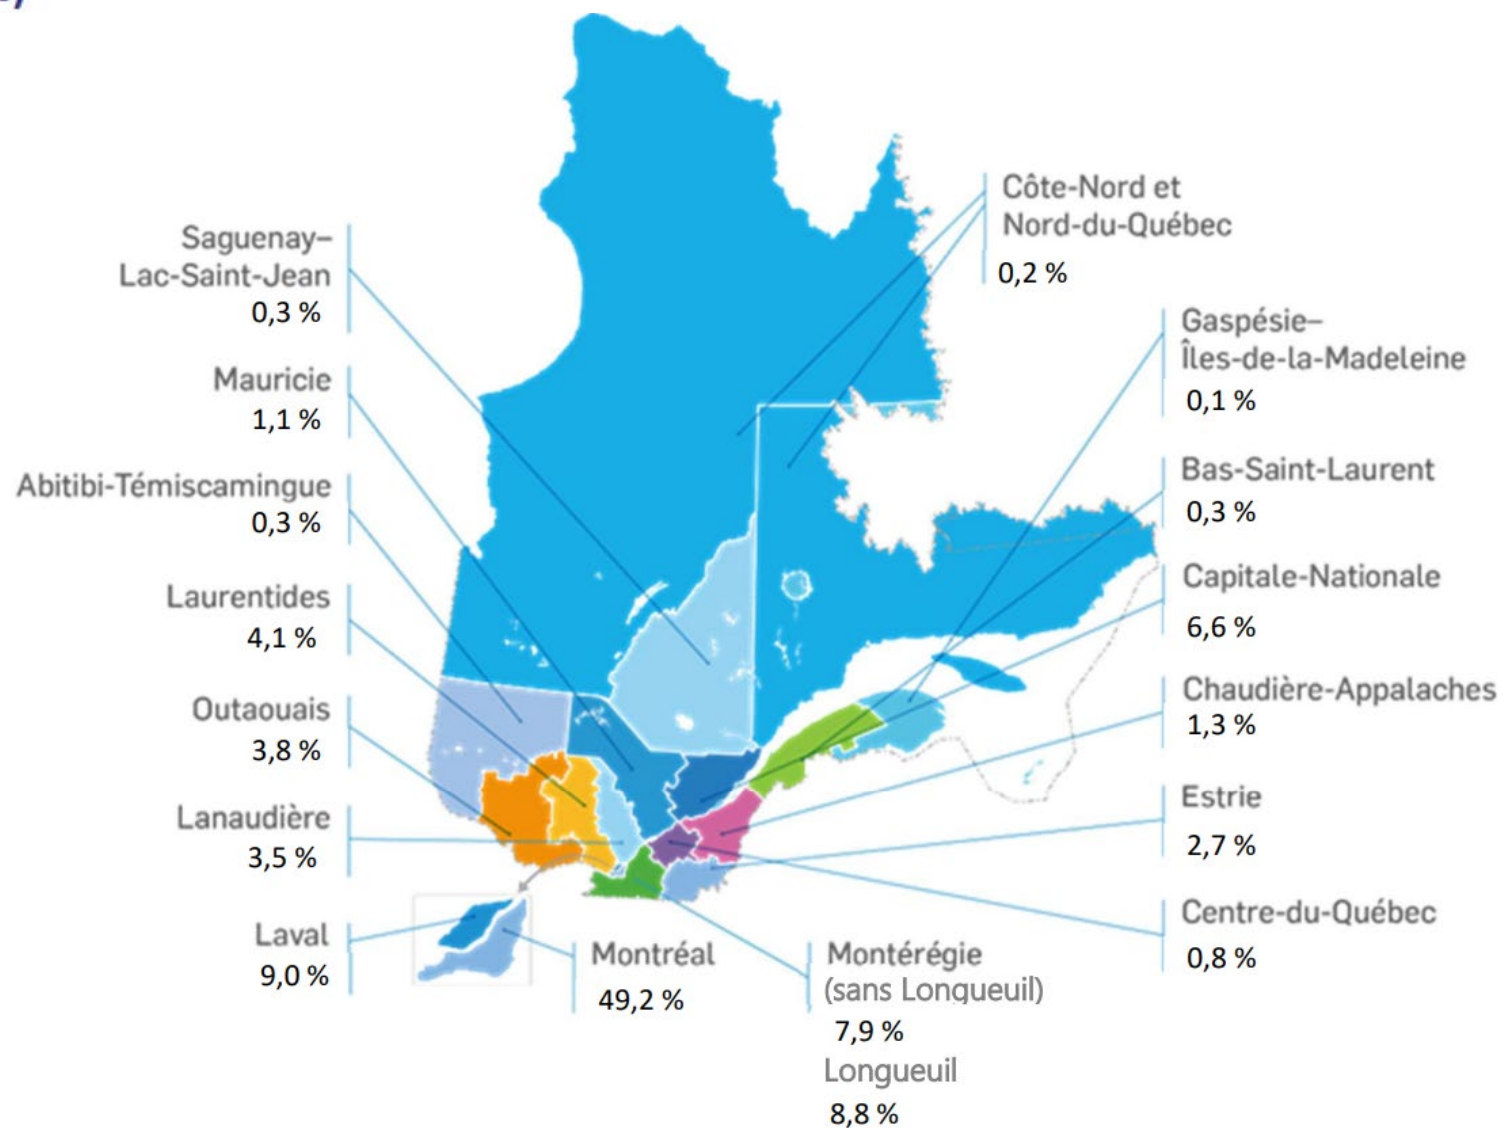 Saguenay–
Lac-Saint-Jean
0,3 %
Mauricie
1,1 %
Abitibi-Témiscamingue
0,3 %
Laurentides
4,1 %
Outaouais
3,8 %
Lanaudière
3,5 %
Laval
9,0 %
Montréal
49,2 %
Montérégie
(sans Longueuil)
7,9 %
Longueuil
8,8 %
Côte-Nord et
Nord-du-Québec
0,2 %
Gaspésie–
Îles-de-la-Madeleine
0,1 %
Bas-Saint-Laurent
0,3 %
Capitale-Nationale
6,6 %
Chaudière-Appalaches
1,3 %
Estrie
2,7 %
Centre-du-Québec
0,8 %